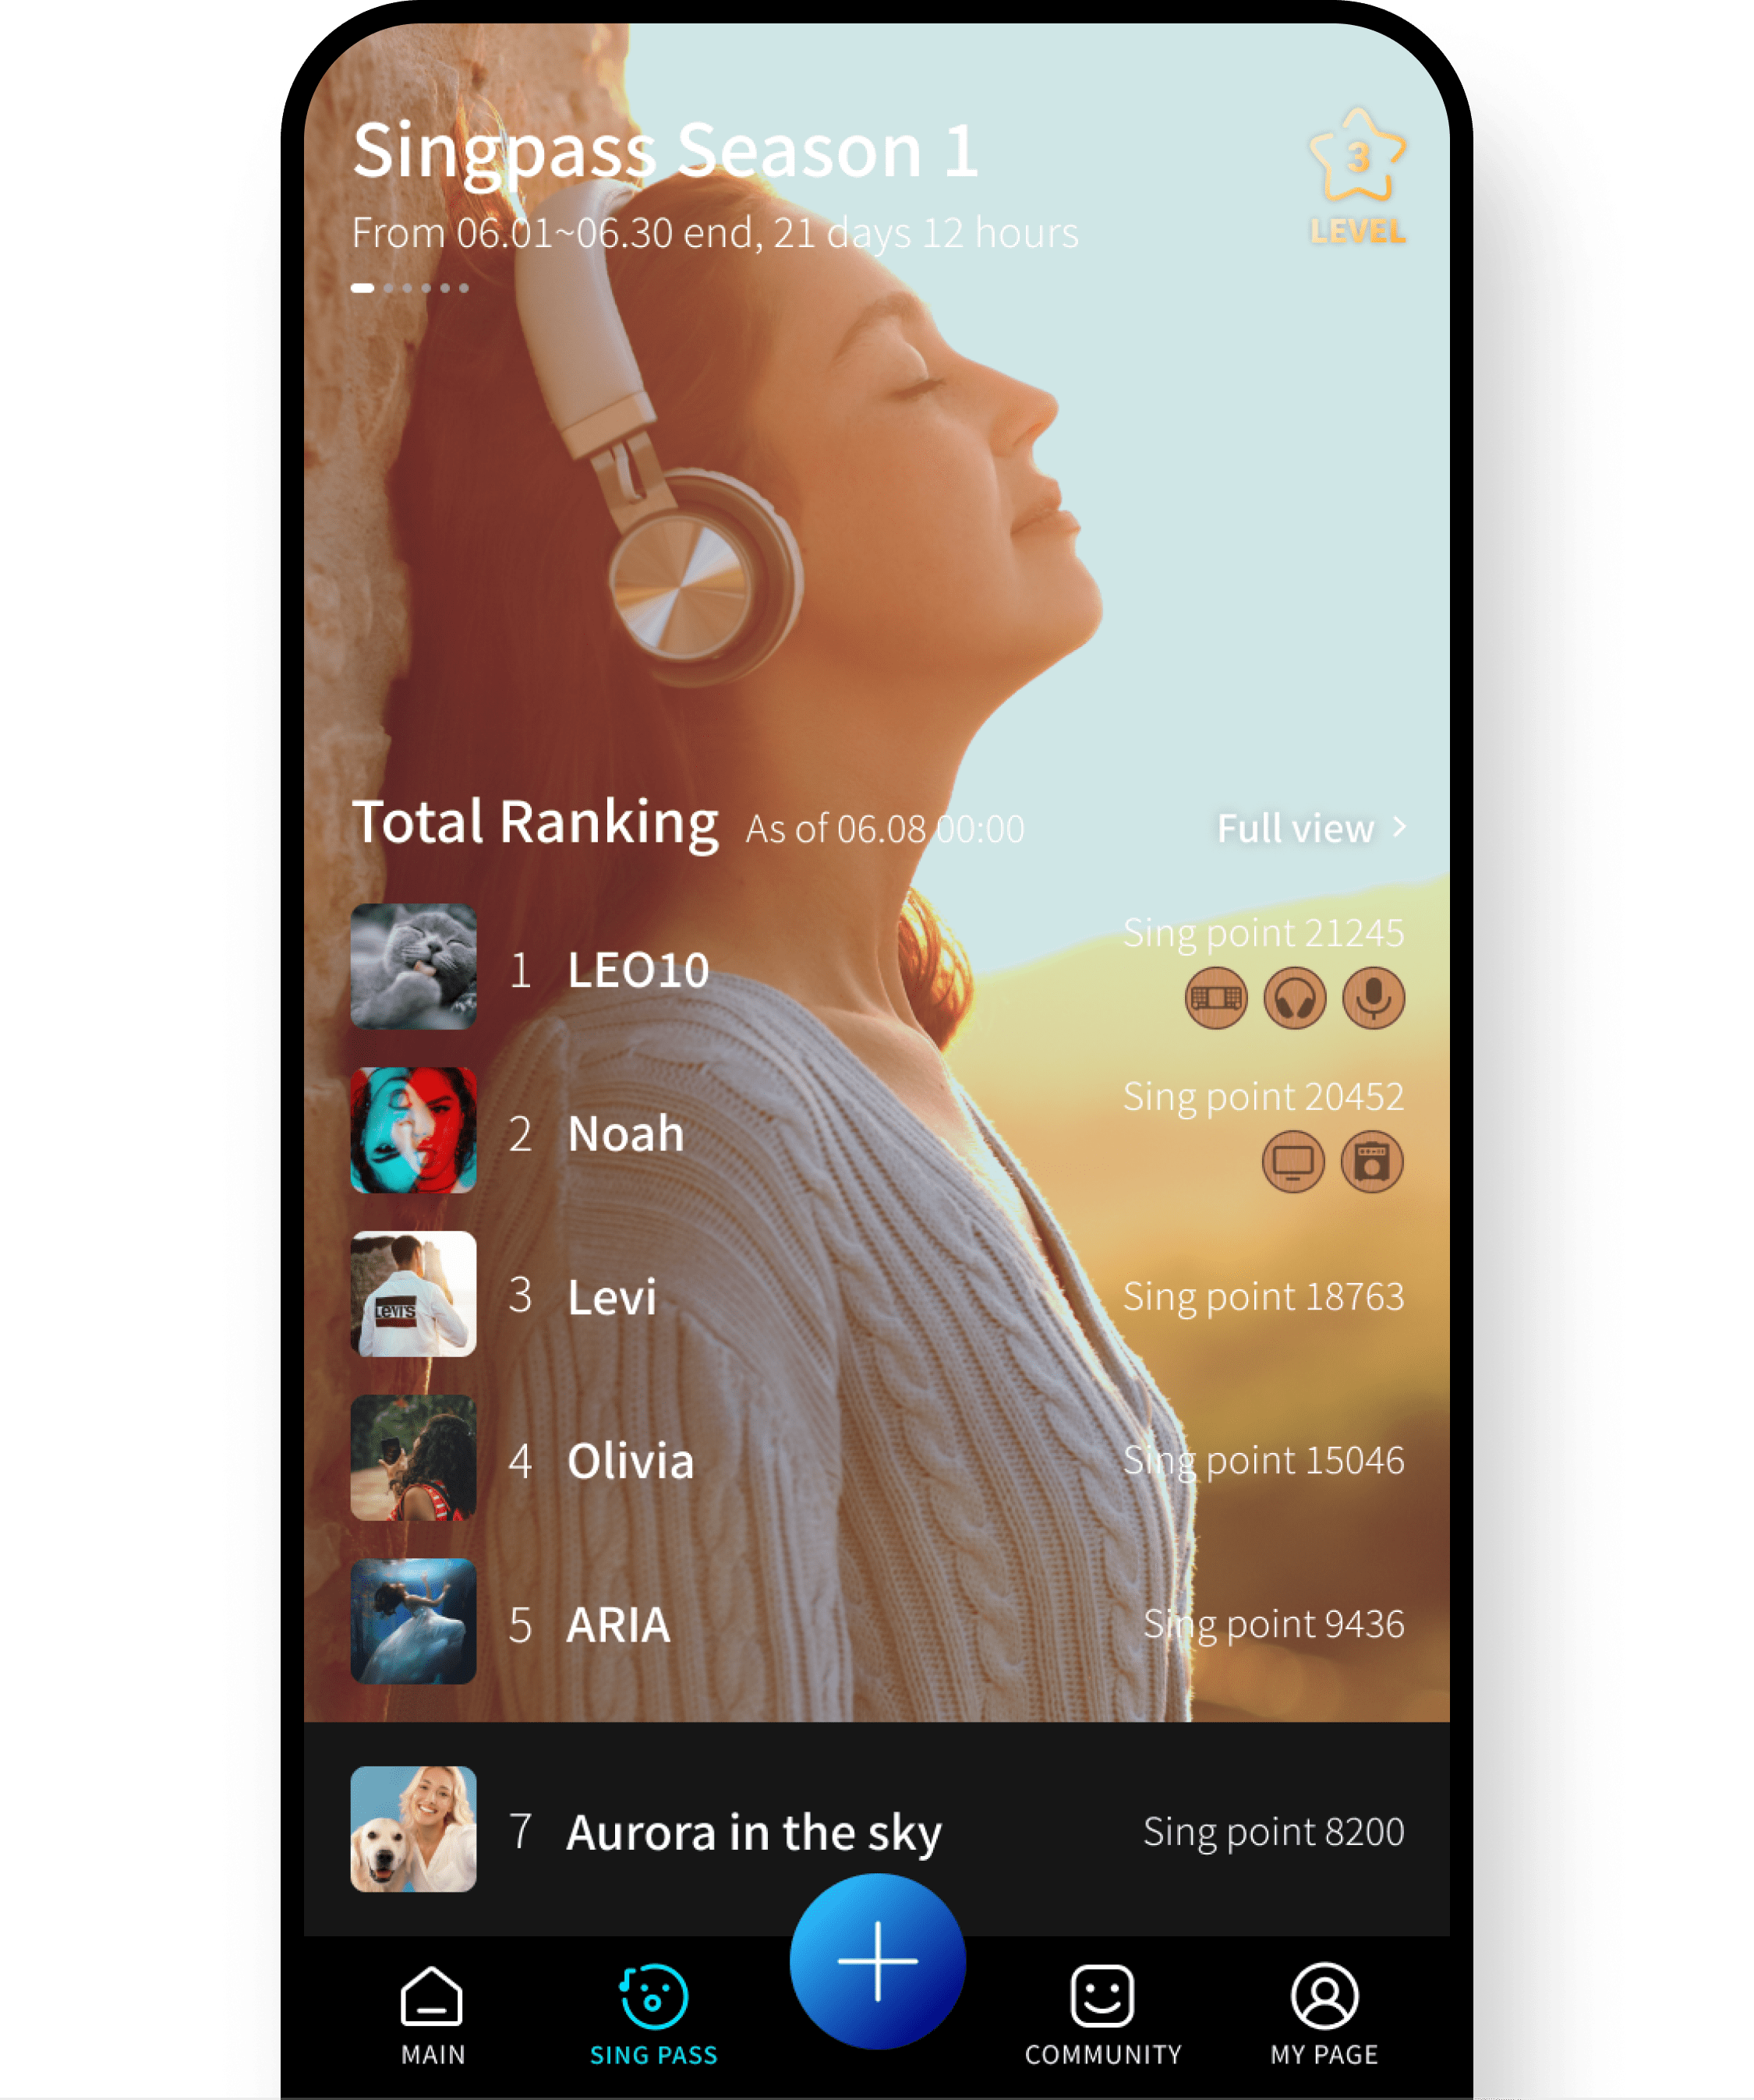 Singpass Season 1
From 06.01~06.30 end, 21 days 12 hours
3
LEVEL
Total Ranking As of 06.08 00:00 Full view >
Sing point 21245
1 LEO10
2 Noah
Sing point 20452
LEVI'S
3 Levi
Sing point 18763
4 Olivia
Sing point 15046
5 ARIA
Sing point 9436
7 Aurora in the sky
Sing point 8200
MAIN
SING PASS
COMMUNITY
MY PAGE